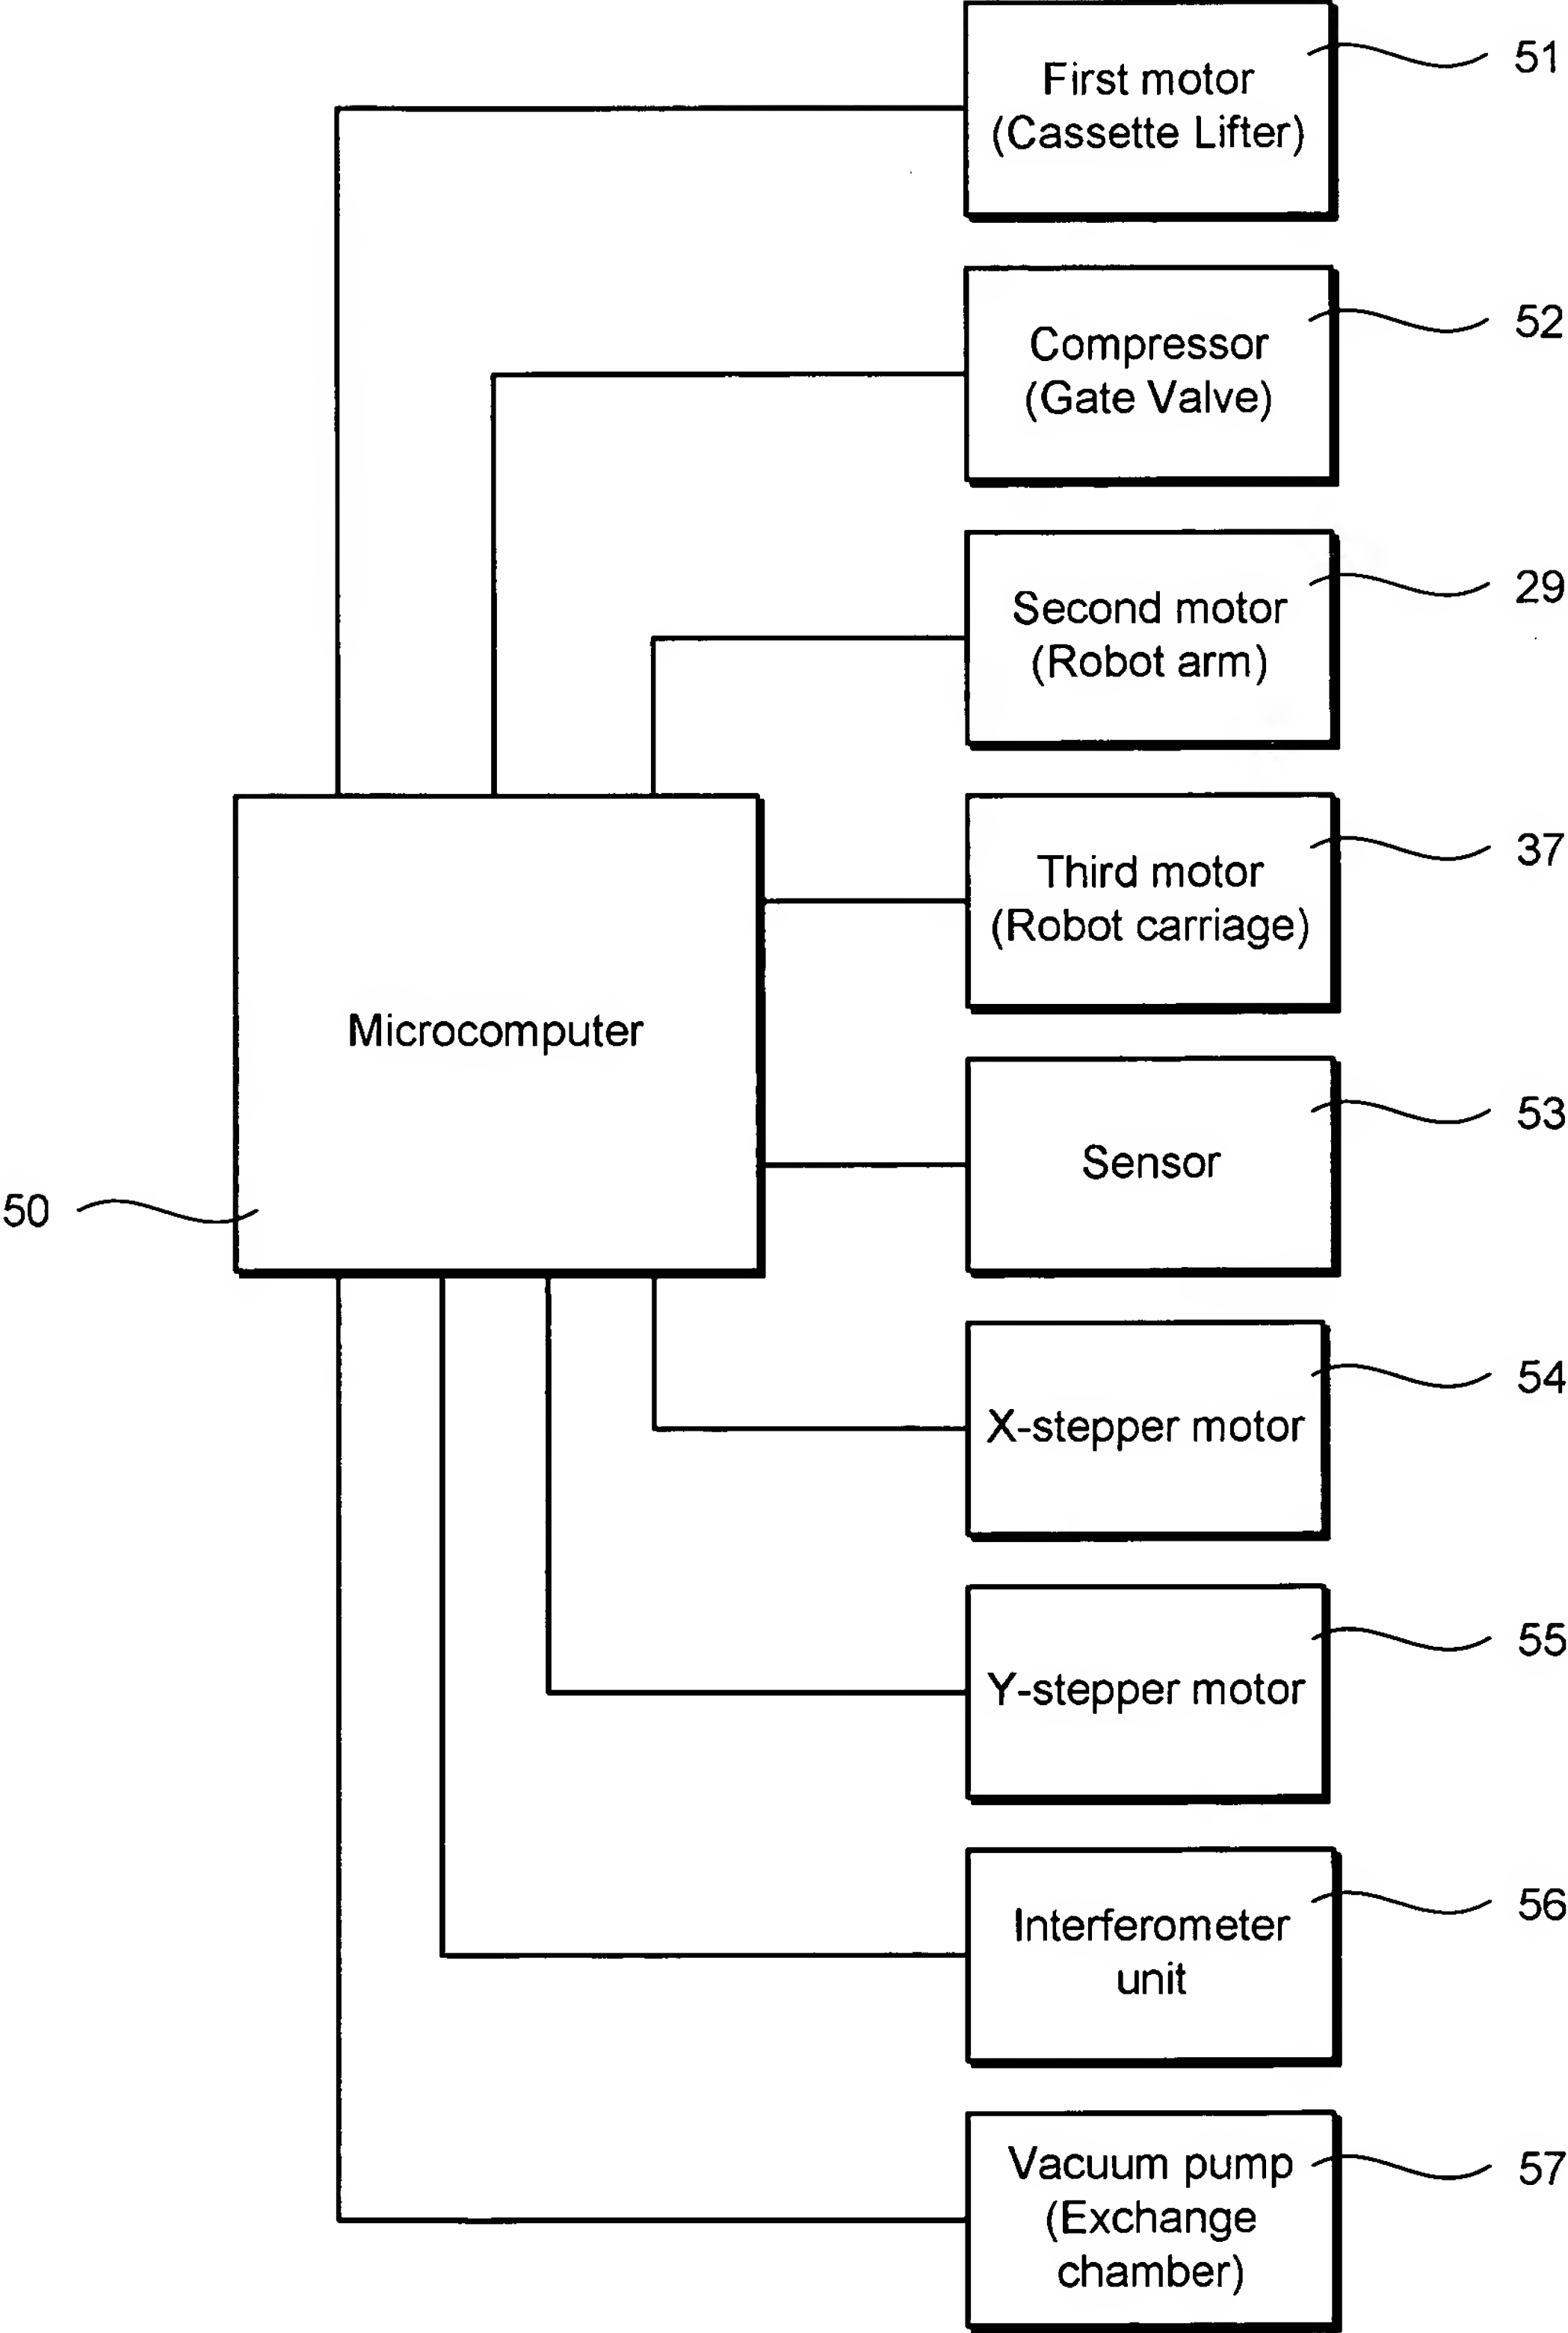 First motor
(Cassette Lifter)
51
Compressor
(Gate Valve)
52
Second motor
(Robot arm)
29
Third motor
(Robot carriage)
37
Microcomputer
50
Sensor
53
X-stepper motor
54
Y-stepper motor
55
Interferometer
unit
56
Vacuum pump
(Exchange
chamber)
57